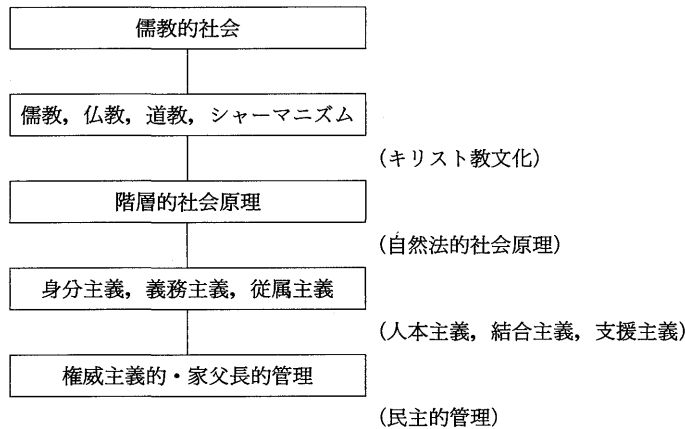 儒教的社会
儒教，仏教，道教，シャーマニズム
(キリスト教文化)
階層的社会原理
(自然法的社会原理)
身分主義，義務主義，従属主義
(人本主義，結合主義，支援主義)
権威主義的・家父長的管理
(民主的管理)